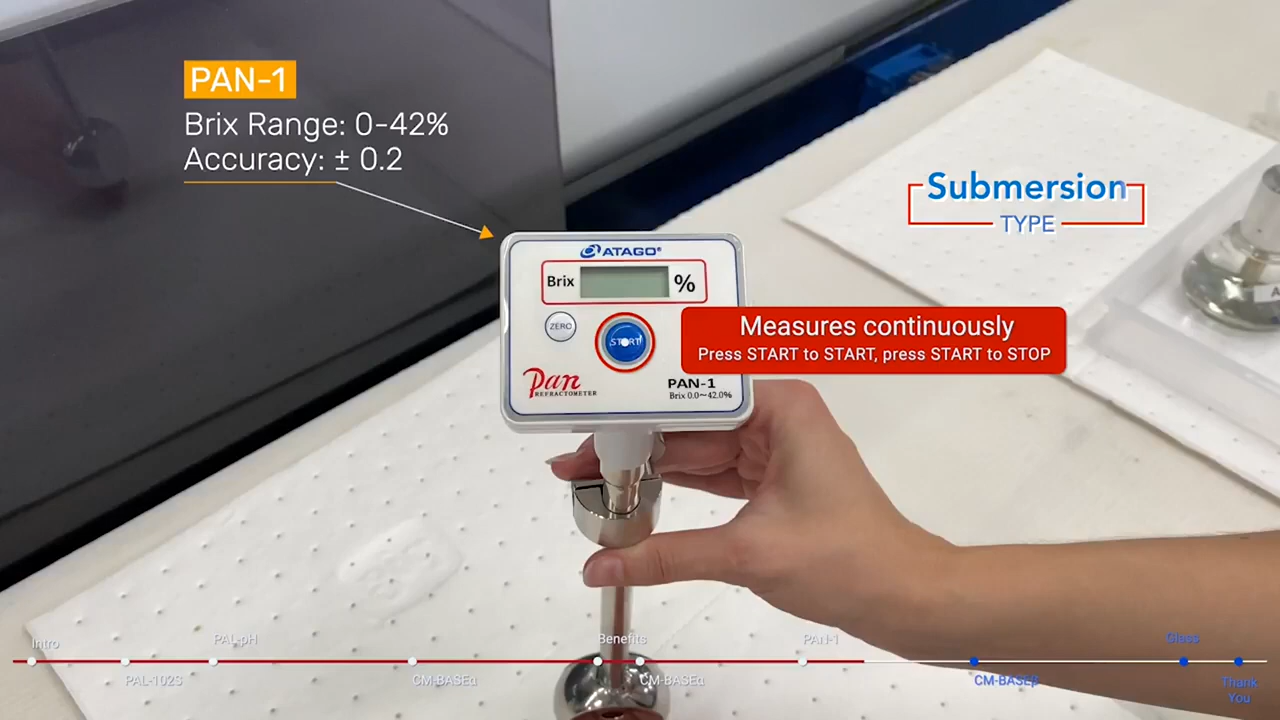 PAN-1
Brix Range: 0-42%
Accuracy: ± 0.2
Submersion
TYPE
ATAGO®
Brix %
ZERO
START
Measures continuously
Press START to START, press START to STOP
Pan
REFRACTOMETER
PAN-1
Brix 0.0~42.0%
A
Intro
PAL-102S
PAL-pH
CM-BASEα
Benefits
CM-BASEα
PAN-1
CM-BASEβ
Glass
Thank
You